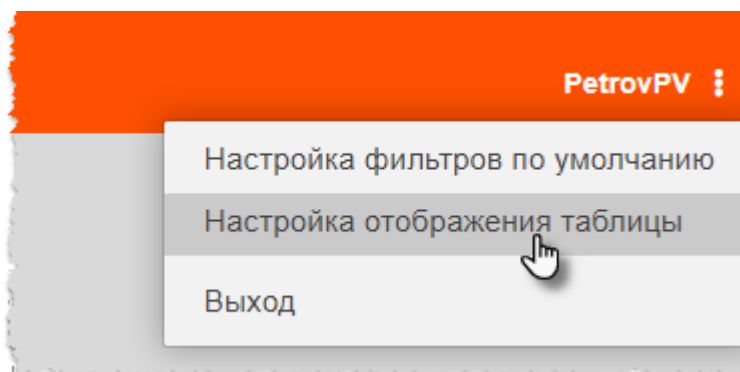 PetrovPV
Настройка фильтров по умолчанию
Настройка отображения таблицы
Выход